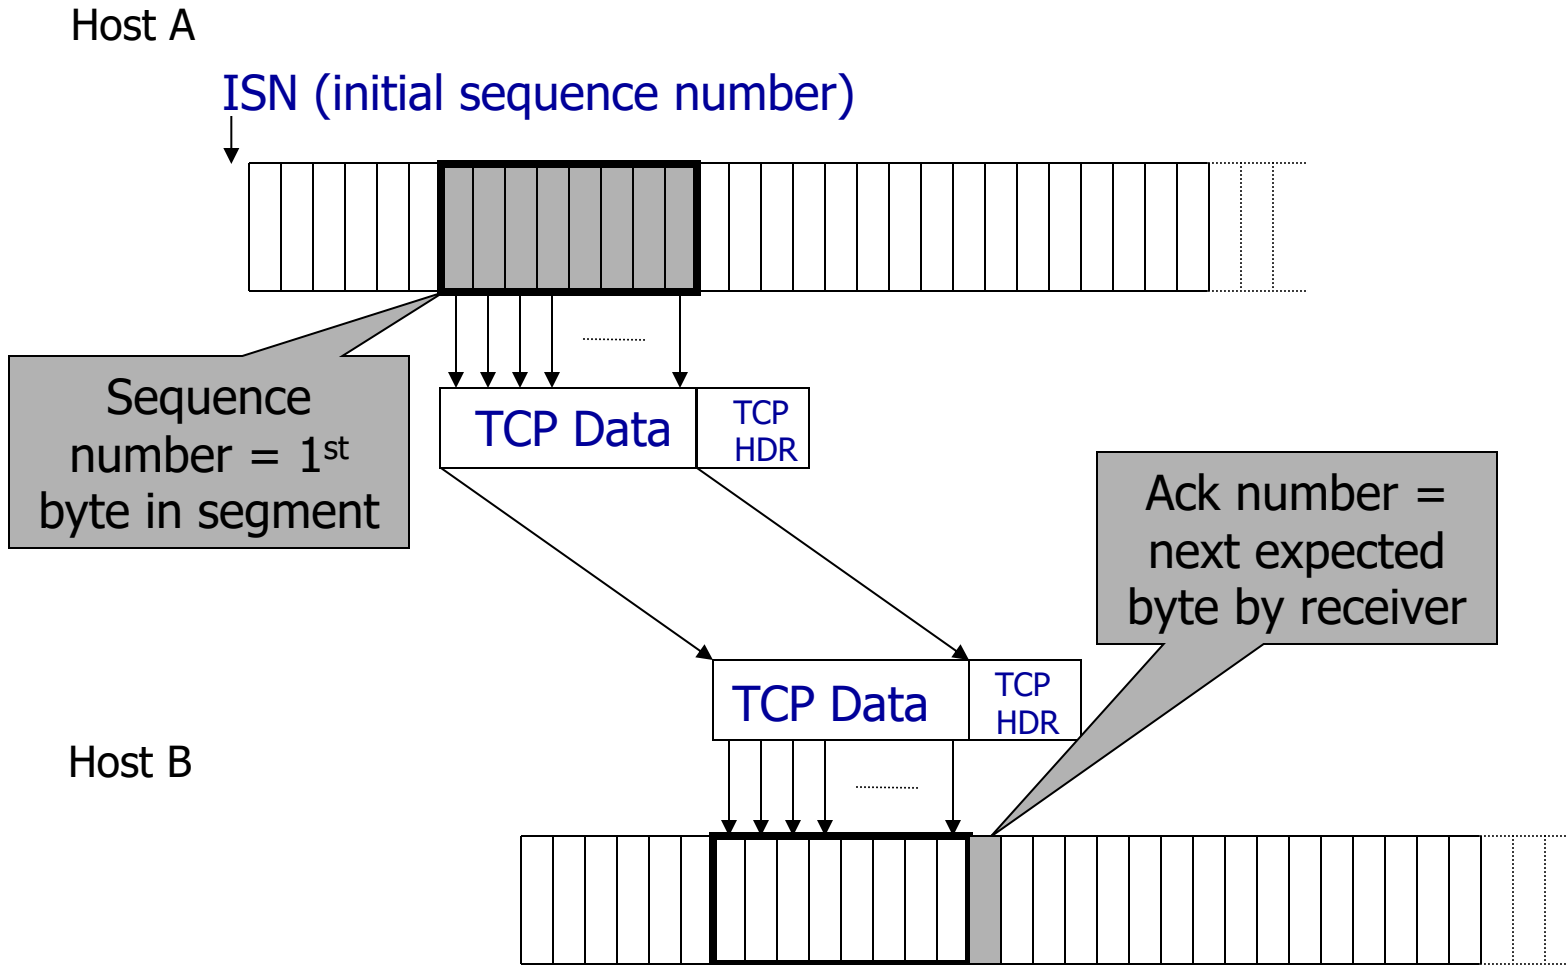 Host A
ISN (initial sequence number)
Sequence
number = 1st
byte in segment
TCP Data
TCP
HDR
Ack number =
next expected
byte by receiver
TCP Data
TCP
HDR
Host B